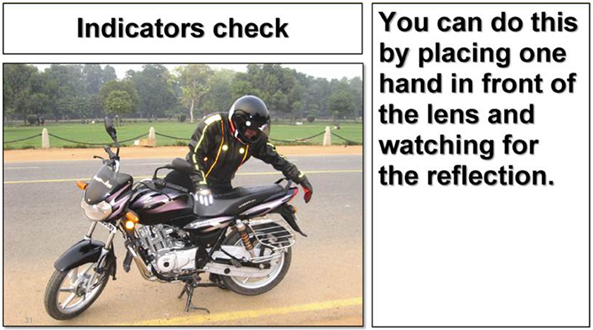 Indicators check
You can do this
by placing one
hand in front of
the lens and
watching for
the reflection.
31